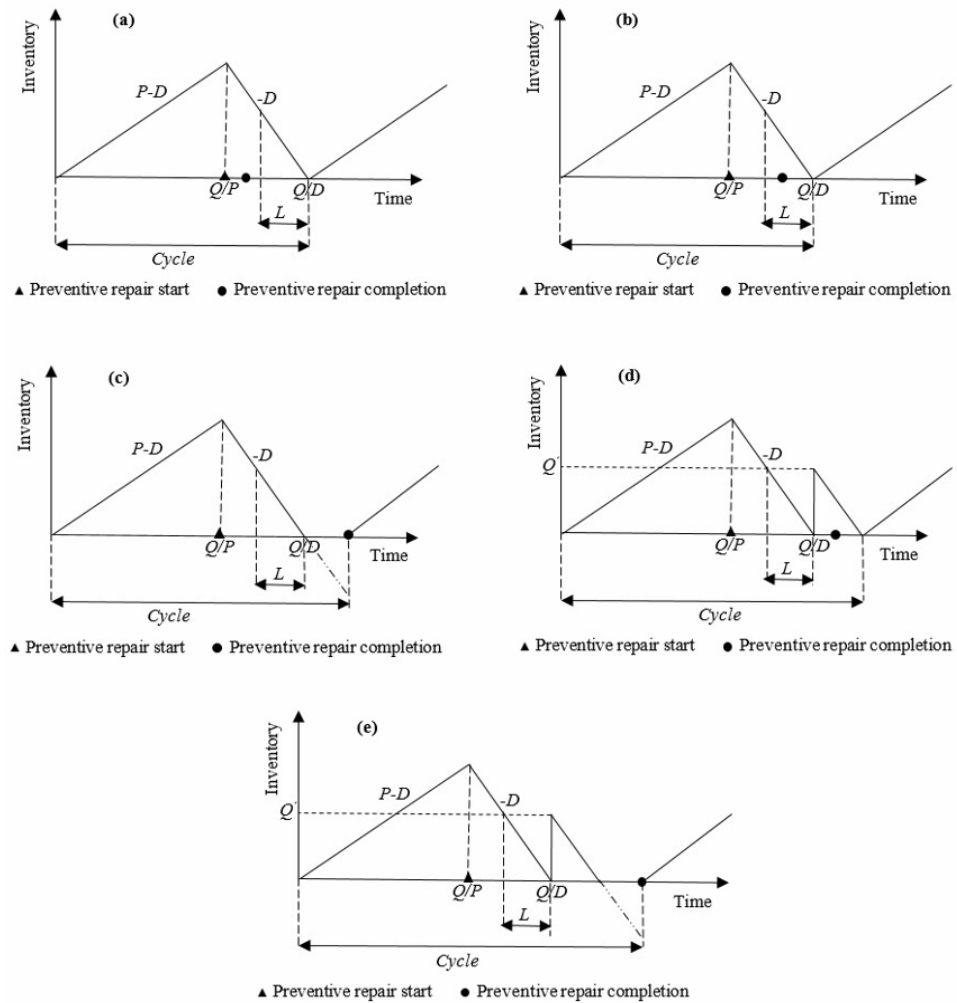 (a)
Inventory
P-D
-D
Q/P
Q/D
Time
L
Cycle
▲ Preventive repair start ● Preventive repair completion
(b)
Inventory
P-D
-D
Q/P
Q/D
Time
L
Cycle
▲ Preventive repair start ● Preventive repair completion
(c)
Inventory
P-D
-D
Q/P
Q/D
Time
L
Cycle
▲ Preventive repair start ● Preventive repair completion
(d)
Inventory
P-D
-D
Q'
Q/P
Q/D
Time
L
Cycle
▲ Preventive repair start ● Preventive repair completion
(e)
Inventory
P-D
-D
Q'
Q/P
Q/D
Time
L
Cycle
▲ Preventive repair start ● Preventive repair completion